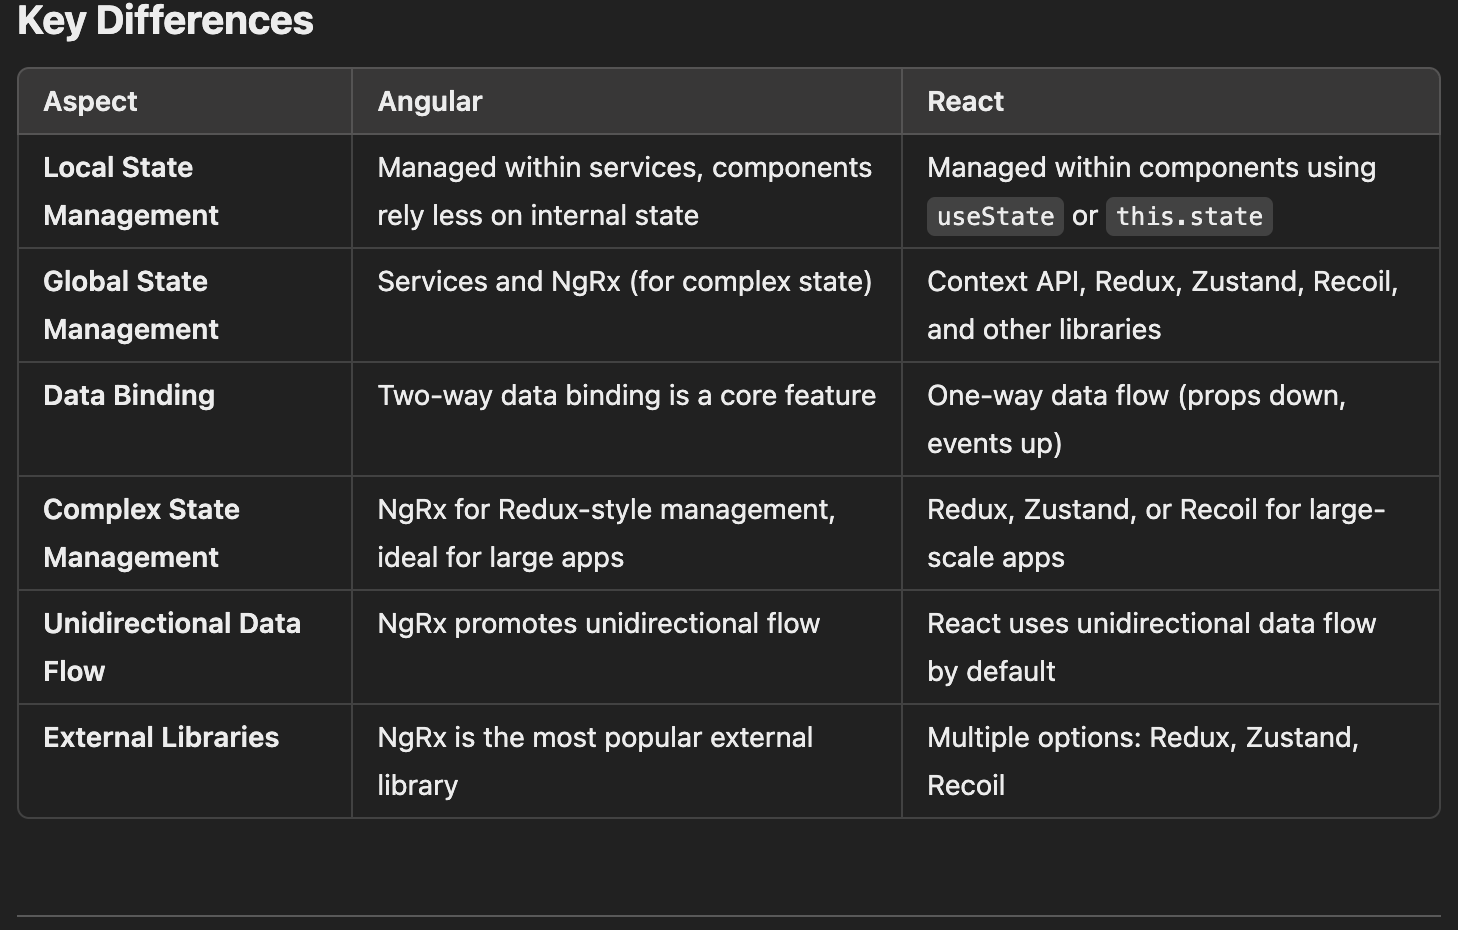 Key Differences
Aspect
Angular
React
Local State
Management
Managed within services, components
rely less on internal state
Managed within components using
useState or this.state
Global State
Management
Services and NgRx (for complex state)
Context API, Redux, Zustand, Recoil,
and other libraries
Data Binding
Two-way data binding is a core feature
One-way data flow (props down,
events up)
Complex State
Management
NgRx for Redux-style management,
ideal for large apps
Redux, Zustand, or Recoil for large-
scale apps
Unidirectional Data
Flow
NgRx promotes unidirectional flow
React uses unidirectional data flow
by default
External Libraries
NgRx is the most popular external
library
Multiple options: Redux, Zustand,
Recoil